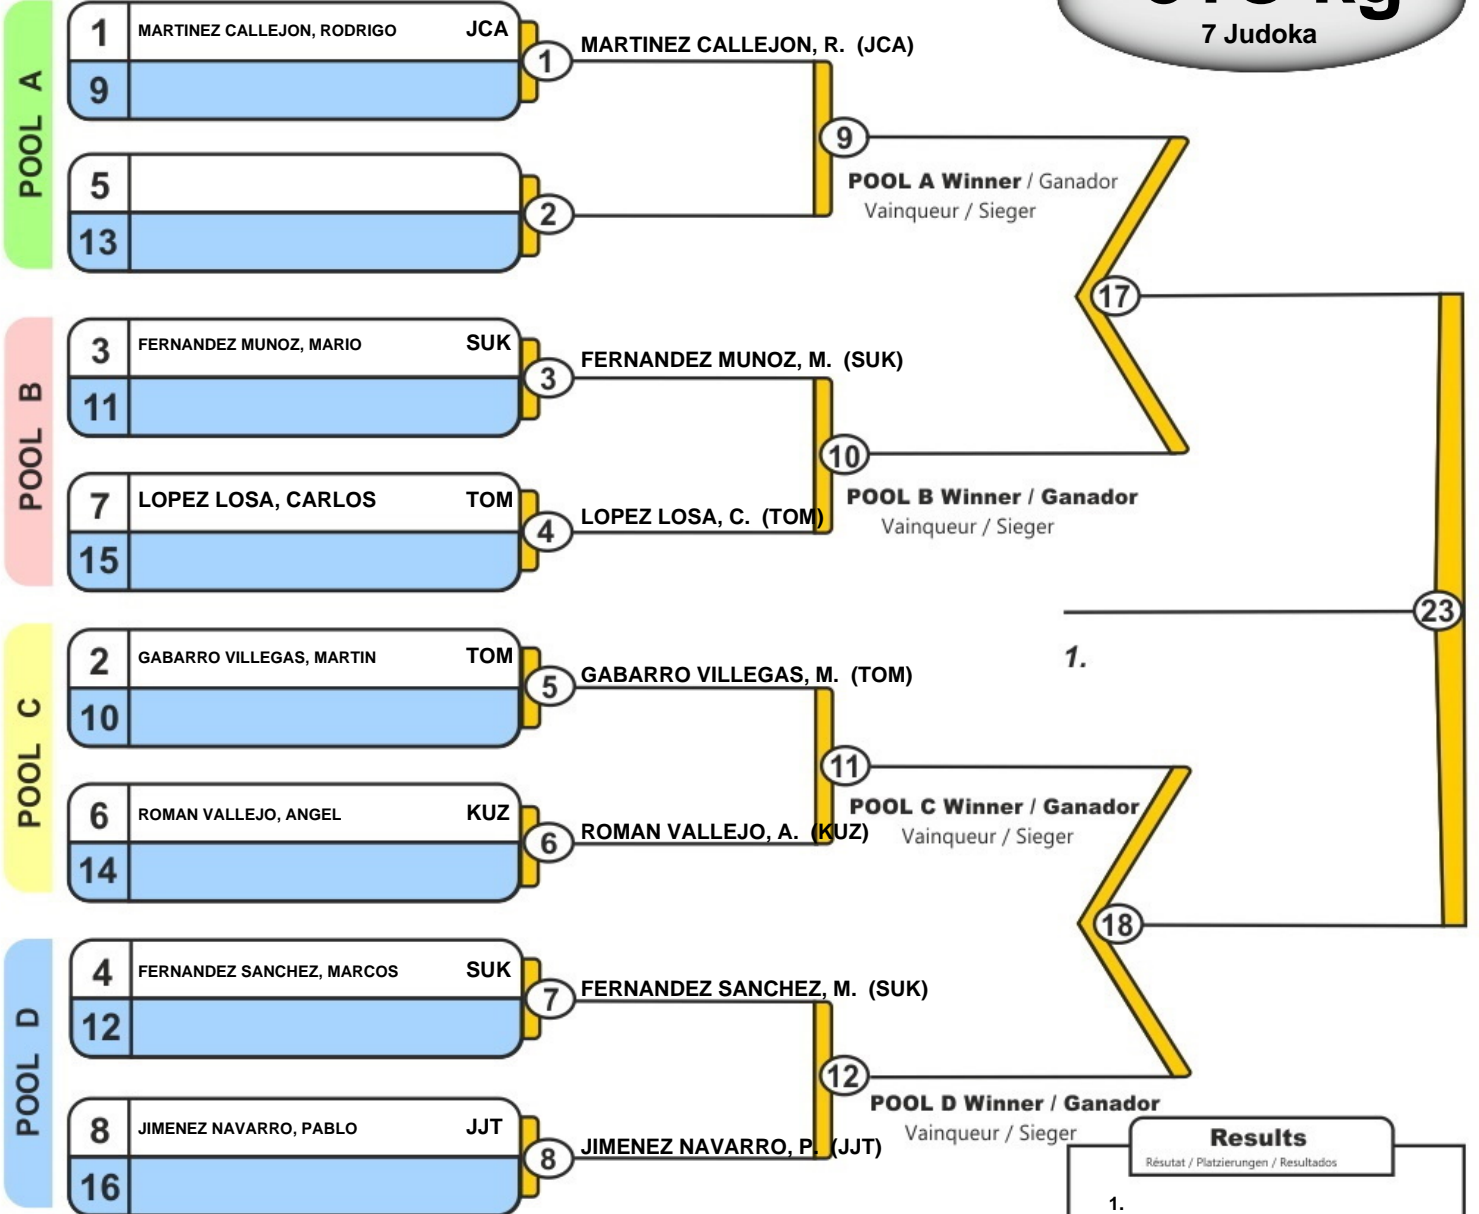 kg
7 Judoka
POOL A
1 MARTINEZ CALLEJON, RODRIGO JCA
9
1
MARTINEZ CALLEJON, R. (JCA)
5
13
2
9
POOL A Winner / Ganador
Vainqueur / Sieger
POOL B
3 FERNANDEZ MUNOZ, MARIO SUK
11
3
FERNANDEZ MUNOZ, M. (SUK)
7 LOPEZ LOSA, CARLOS TOM
15
4
LOPEZ LOSA, C. (TOM)
10
POOL B Winner / Ganador
Vainqueur / Sieger
17
POOL C
2 GABARRO VILLEGAS, MARTIN TOM
10
5
GABARRO VILLEGAS, M. (TOM)
6 ROMAN VALLEJO, ANGEL KUZ
14
6
ROMAN VALLEJO, A. (KUZ)
11
POOL C Winner / Ganador
Vainqueur / Sieger
POOL D
4 FERNANDEZ SANCHEZ, MARCOS SUK
12
7
FERNANDEZ SANCHEZ, M. (SUK)
8 JIMENEZ NAVARRO, PABLO JJT
16
8
JIMENEZ NAVARRO, P. (JJT)
12
POOL D Winner / Ganador
Vainqueur / Sieger
18
23
1.
Results
Résutat / Platzierungen / Resultados
1.